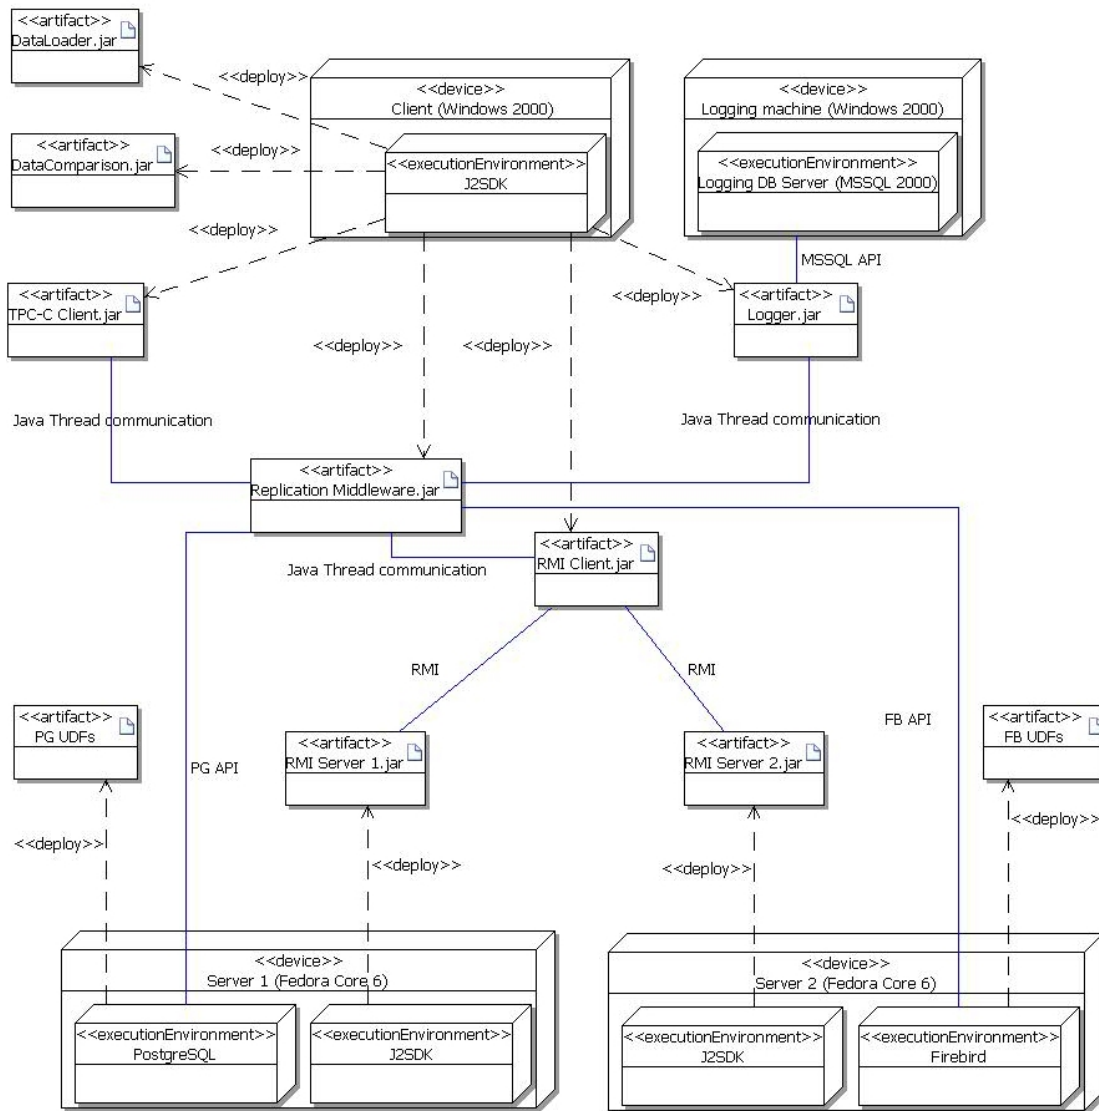 <<artifact>>
DataLoader.jar
<<deploy>>
<<device>>
Client (Windows 2000)
<<device>>
Logging machine (Windows 2000)
<<artifact>>
DataComparison.jar
<<deploy>>
<<executionEnvironment>>
J2SDK
<<executionEnvironment>>
Logging DB Server (MSSQL 2000)
<<deploy>>
MSSQL API
<<artifact>>
TPC-C Client.jar
<<deploy>>
<<artifact>>
Logger.jar
<<deploy>>
<<deploy>>
Java Thread communication
Java Thread communication
<<artifact>>
Replication Middleware.jar
<<artifact>>
RMI Client.jar
Java Thread communication
RMI
RMI
<<artifact>>
PG UDFs
FB API
<<artifact>>
FB UDFs
<<artifact>>
RMI Server 1.jar
<<artifact>>
RMI Server 2.jar
PG API
<<deploy>>
<<deploy>>
<<deploy>>
<<deploy>>
<<device>>
Server 1 (Fedora Core 6)
<<device>>
Server 2 (Fedora Core 6)
<<executionEnvironment>>
PostgreSQL
<<executionEnvironment>>
J2SDK
<<executionEnvironment>>
J2SDK
<<executionEnvironment>>
Firebird